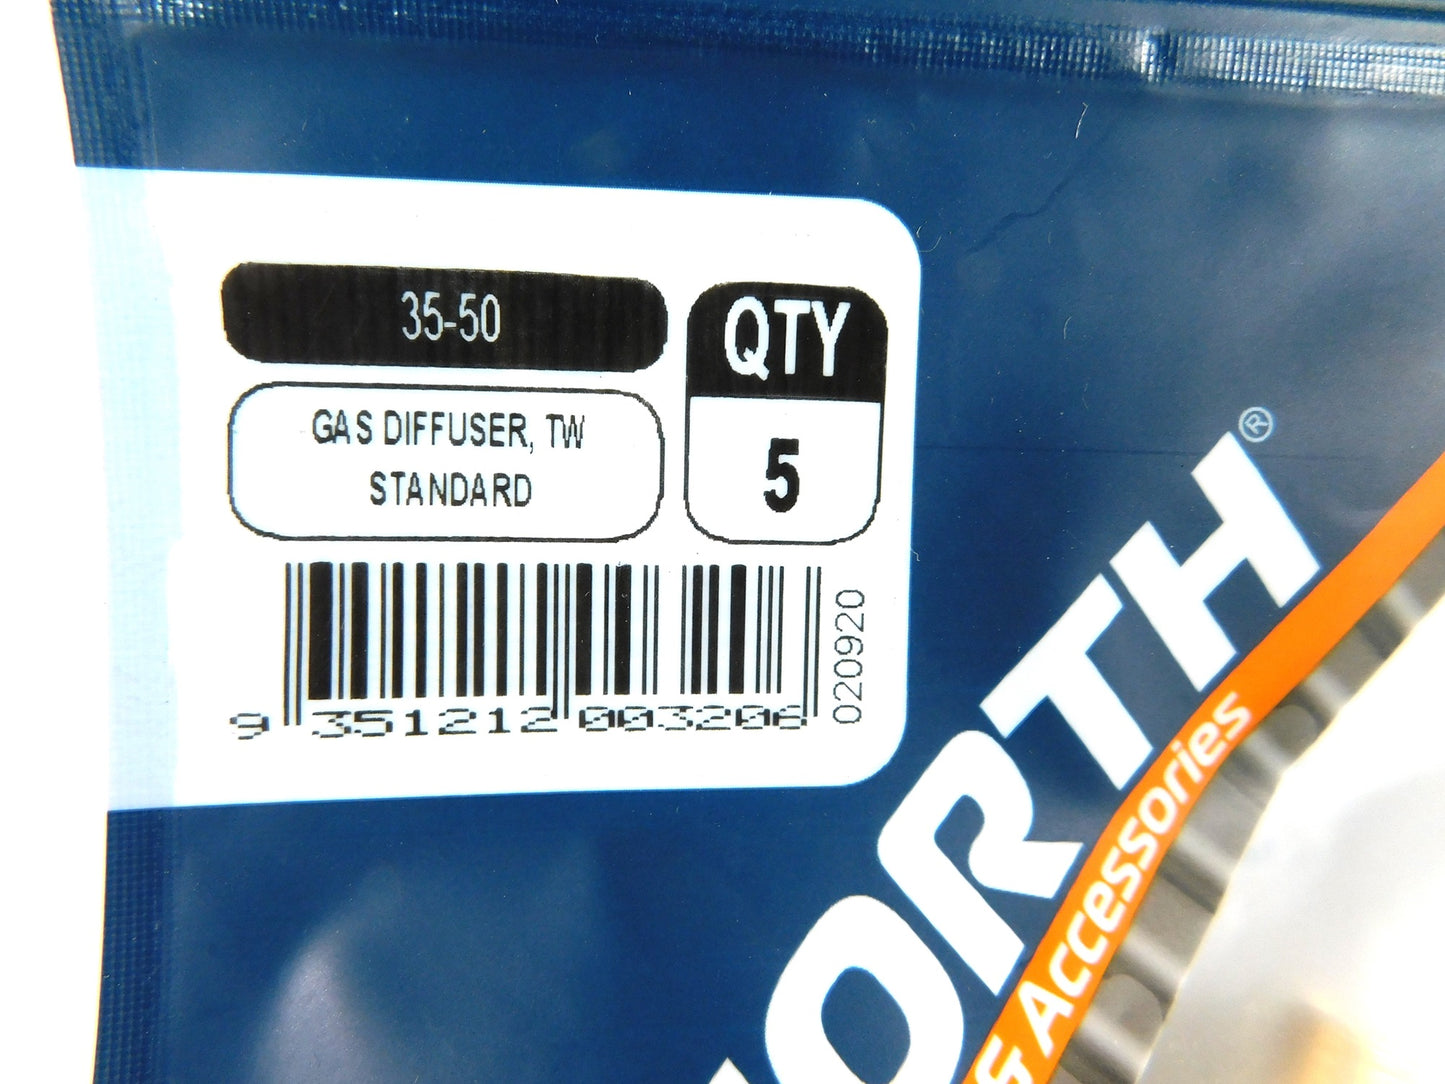 35-50
QTY
5
GAS DIFFUSER, TW
STANDARD
9 351212 003206
020920
ORTH®
& Accessories